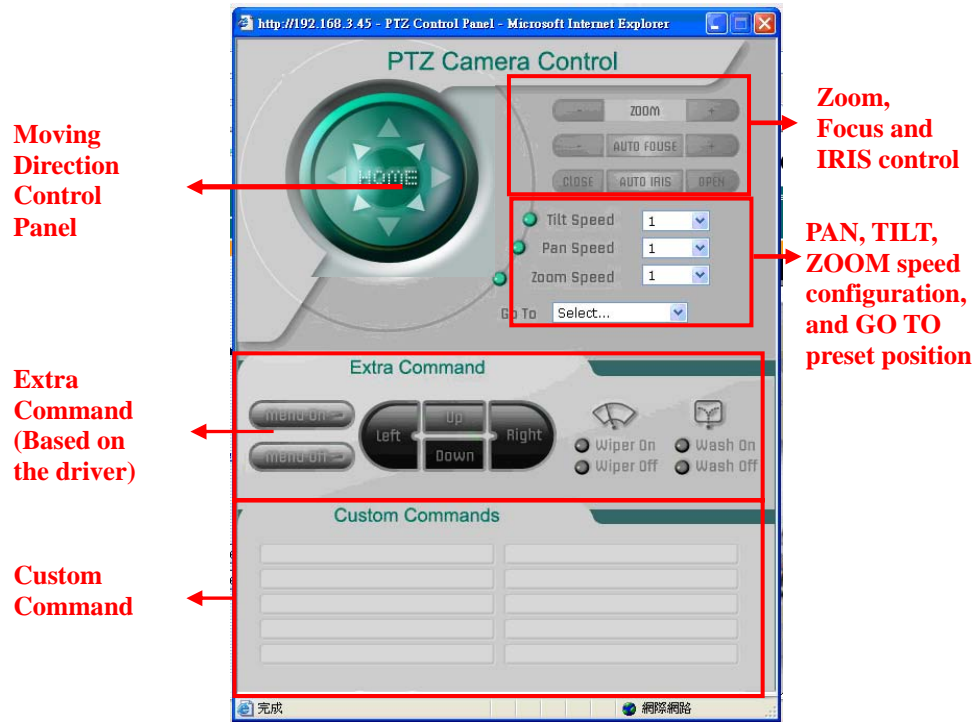 http://192.168.3.45 - PTZ Control Panel - Microsoft Internet Explorer
PTZ Camera Control
- ZOOM +
- AUTO FOUSE +
CLOSE AUTO IRIS OPEN
HOME
Tilt Speed 1
Pan Speed 1
Zoom Speed 1
Go To Select...
Extra Command
menu on
menu off
Left
Up
Down
Right
Wiper On
Wiper Off
Wash On
Wash Off
Custom Commands
完成
網際網路
Moving
Direction
Control
Panel
Extra
Command
(Based on
the driver)
Custom
Command
Zoom,
Focus and
IRIS control
PAN, TILT,
ZOOM speed
configuration,
and GO TO
preset position